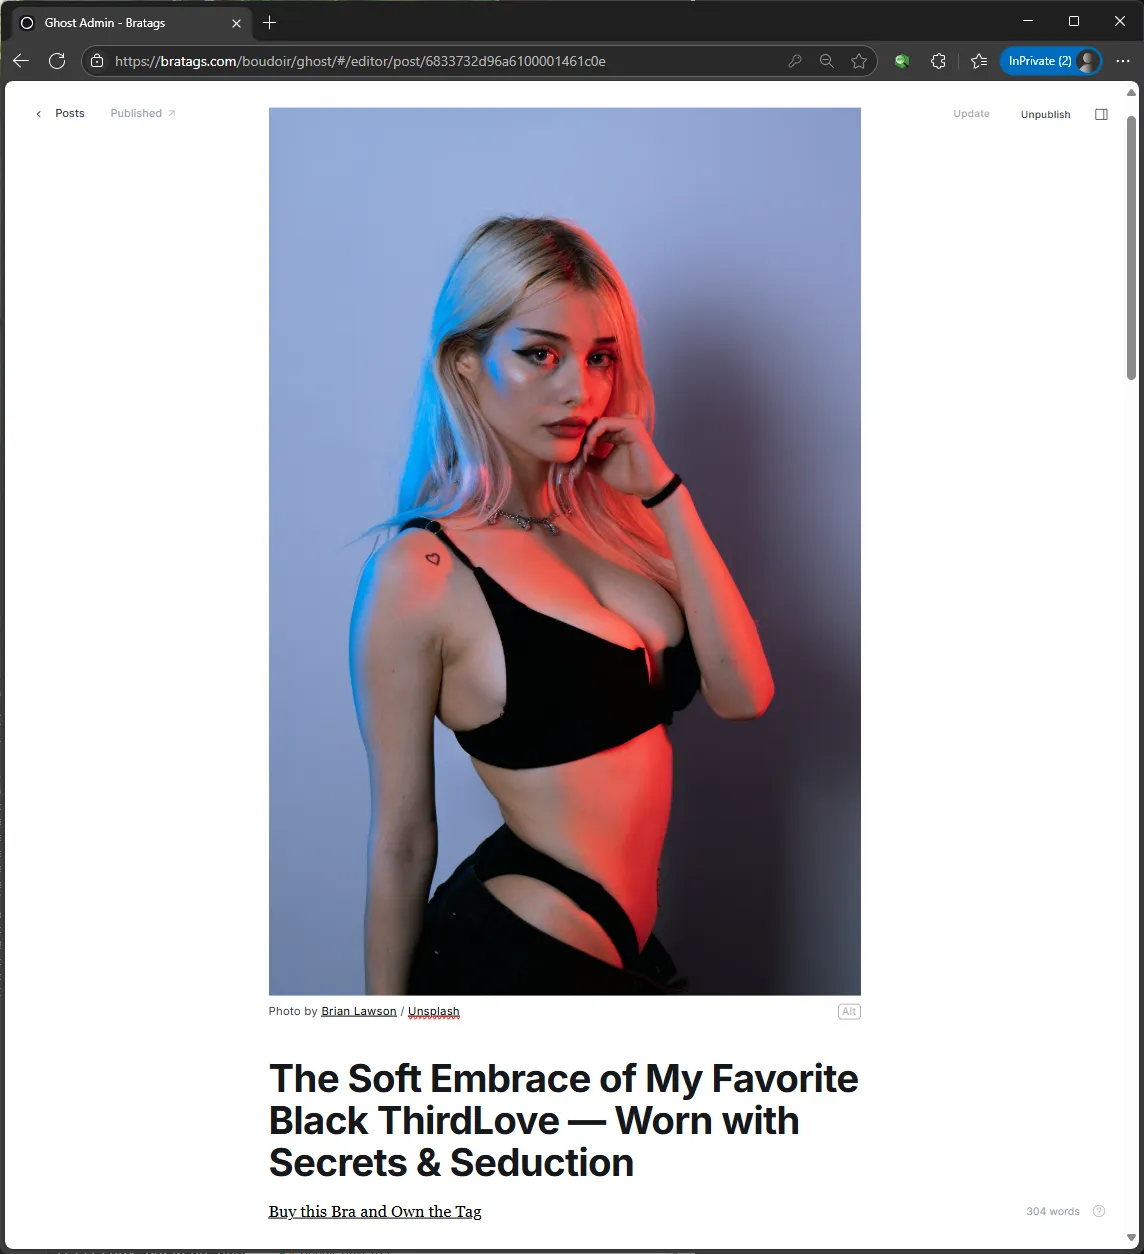 Ghost Admin - Bratags
https://bratags.com/boudoir/ghost/#/editor/post/6833732d96a6100001461c0e
InPrivate (2)
Posts
Published
Update
Unpublish
Photo by Brian Lawson / Unsplash
Alt
The Soft Embrace of My Favorite
Black ThirdLove — Worn with
Secrets & Seduction
Buy this Bra and Own the Tag
304 words